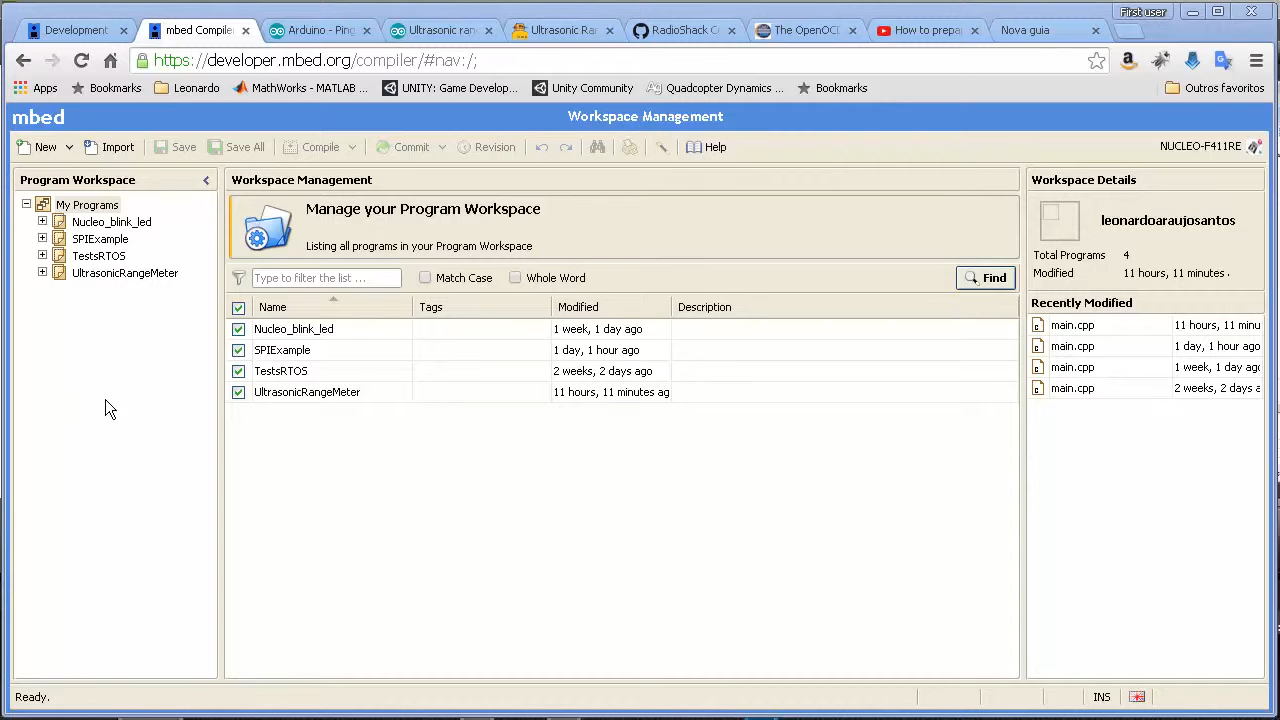 First user
Development
mbed Compile
Arduino - Ping
Ultrasonic ra
Ultrasonic Ra
RadioShack C
The OpenCo
How to prepa
Nova guia
https://developer.mbed.org/compiler/#nav:/;
Apps
Bookmarks
Leonardo
MathWorks - MATLAB ...
UNITY: Game Develop...
Unity Community
Quadcopter Dynamics ...
Bookmarks
Outros favoritos
mbed
Workspace Management
New
Import
Save
Save All
Compile
Commit
Revision
Help
NUCLEO-F411RE
Program Workspace
My Programs
Nucleo_blink_led
SPIExample
TestsRTOS
UltrasonicRangeMeter
Workspace Management
Manage your Program Workspace
Listing all programs in your Program Workspace
Type to filter the list ...
Match Case
Whole Word
Find
Name Tags Modified Description
Nucleo_blink_led 1 week, 1 day ago
SPIExample 1 day, 1 hour ago
TestsRTOS 2 weeks, 2 days ago
UltrasonicRangeMeter 11 hours, 11 minutes ag
Workspace Details
leonardoaraujosantos
Total Programs 4
Modified 11 hours, 11 minutes .
Recently Modified
main.cpp 11 hours, 11 minu
main.cpp 1 day, 1 hour ago
main.cpp 1 week, 1 day ago
main.cpp 2 weeks, 2 days a
Ready.
INS